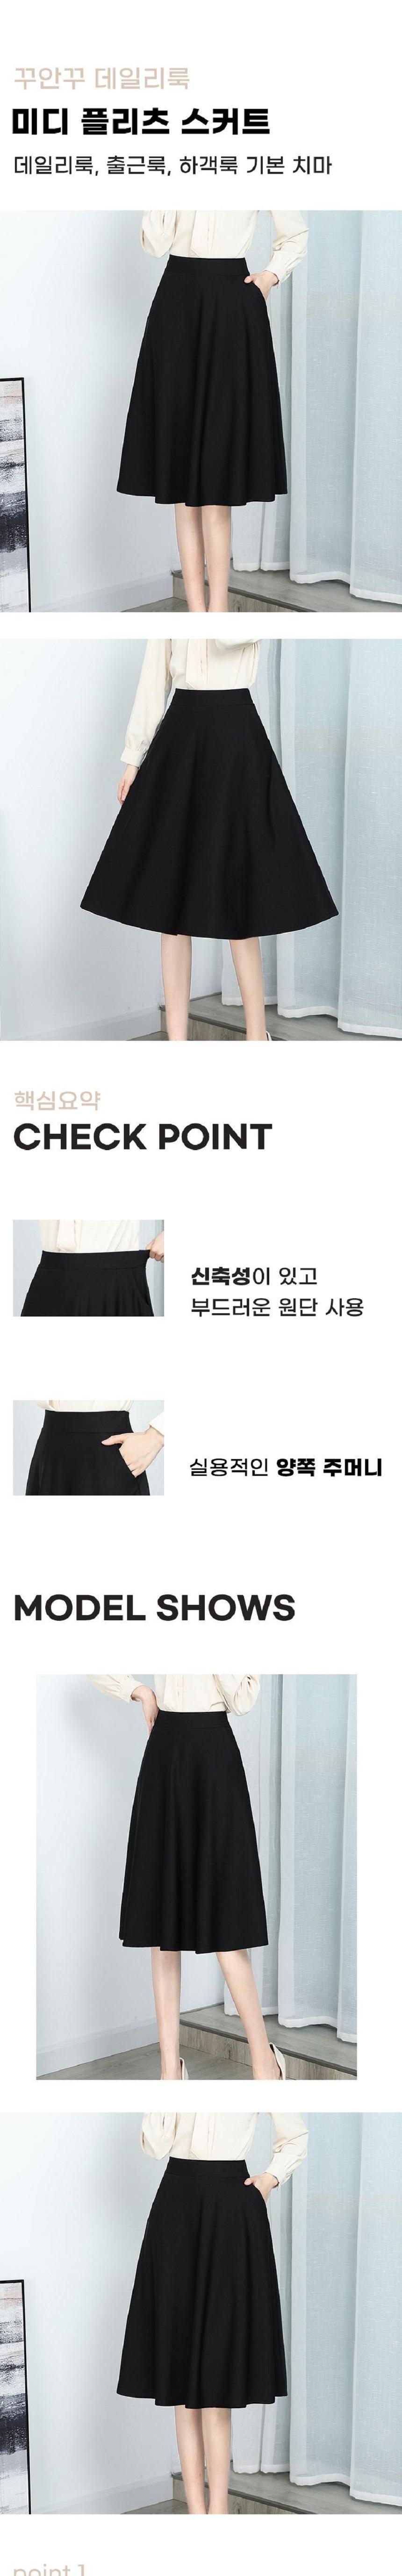 꾸안꾸 데일리룩
미디 플리츠 스커트
데일리룩, 출근룩, 하객룩 기본 치마
핵심요약
CHECK POINT
신축성이 있고
부드러운 원단 사용
실용적인 양쪽 주머니
MODEL SHOWS
point 1